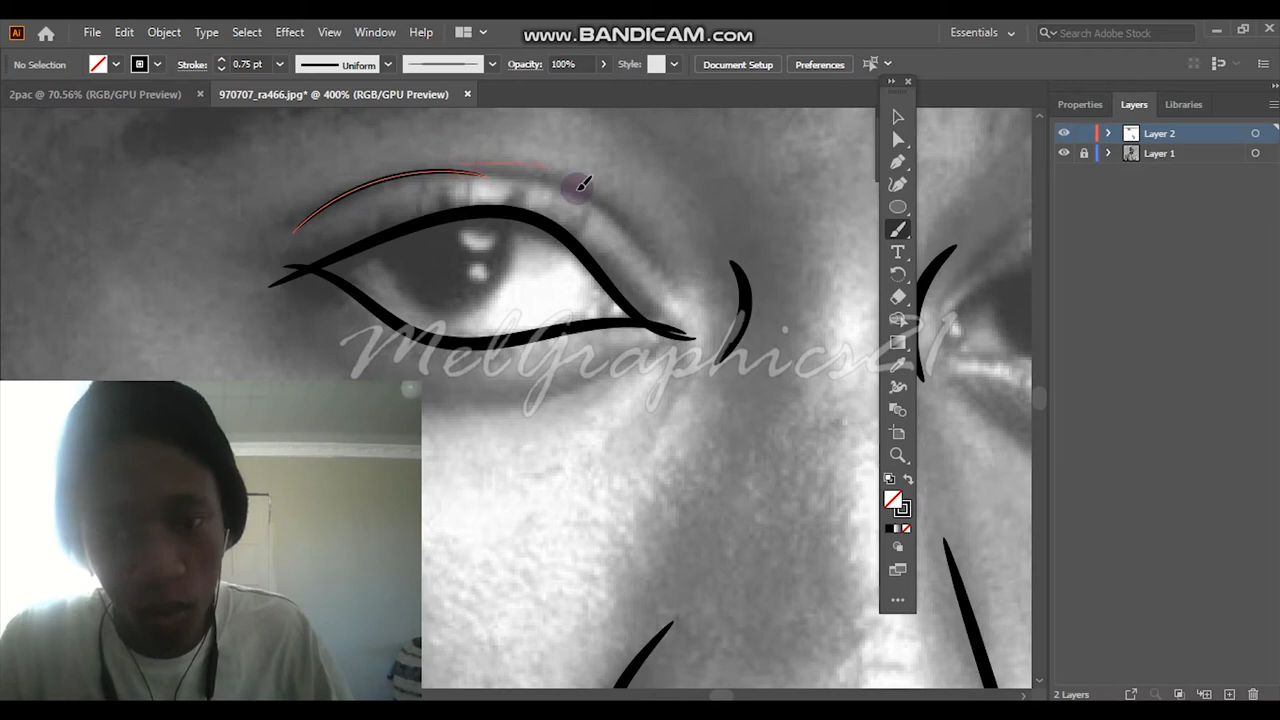 Ai File Edit Object Type Select Effect View Window Help www.BANDICAM.com Essentials Search Adobe Stock
No Selection Stroke: 0.75 pt Uniform Opacity: 100% Style: Document Setup Preferences
2pac @ 70.56% (RGB/GPU Preview) × 970707_ra466.jpg* @ 400% (RGB/GPU Preview) ×
Properties Layers Libraries
Layer 2
Layer 1
MelGraphics21
2 Layers